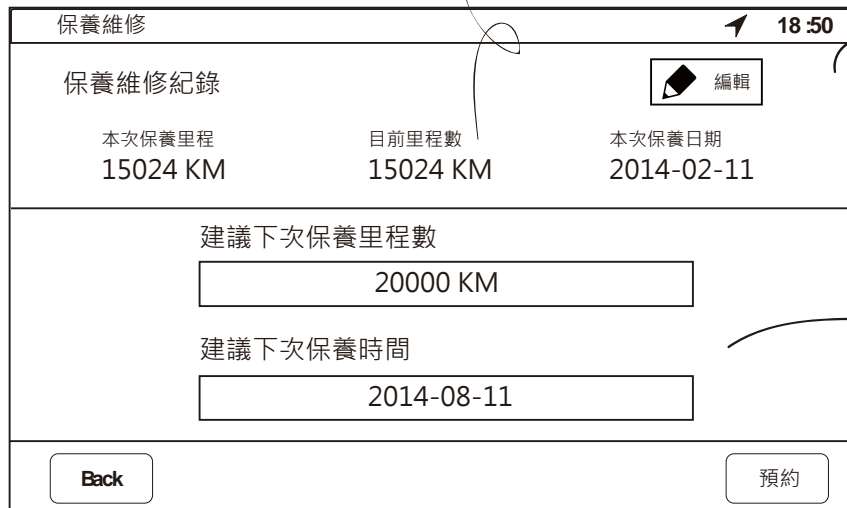 保養維修 18:50
保養維修紀錄 編輯
本次保養里程 目前里程數 本次保養日期
15024 KM 15024 KM 2014-02-11
建議下次保養里程數
20000 KM
建議下次保養時間
2014-08-11
Back 預約